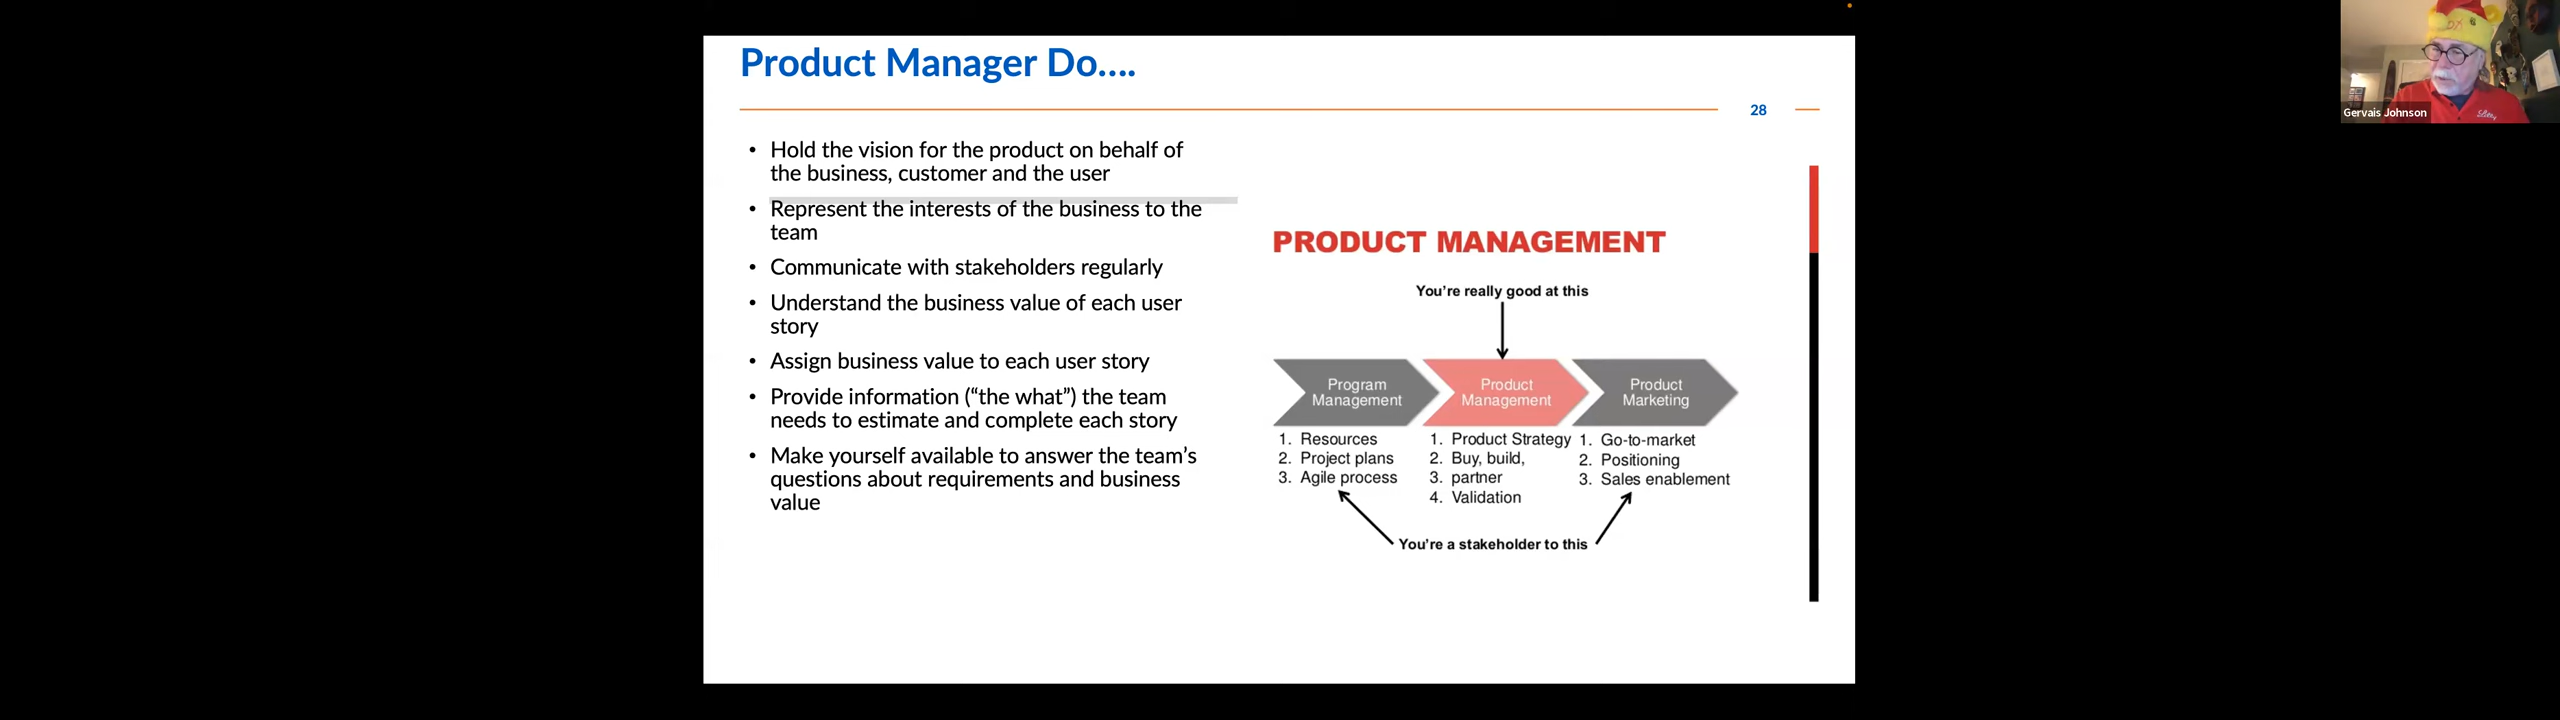 Product Manager Do....
28
• Hold the vision for the product on behalf of
the business, customer and the user
• Represent the interests of the business to the
team
• Communicate with stakeholders regularly
• Understand the business value of each user
story
• Assign business value to each user story
• Provide information (“the what”) the team
needs to estimate and complete each story
• Make yourself available to answer the team’s
questions about requirements and business
value
PRODUCT MANAGEMENT
You’re really good at this
Program
Management
1. Resources
2. Project plans
3. Agile process
Product
Management
1. Product Strategy
2. Buy, build,
3. partner
4. Validation
Product
Marketing
1. Go-to-market
2. Positioning
3. Sales enablement
You’re a stakeholder to this
Gervais Johnson